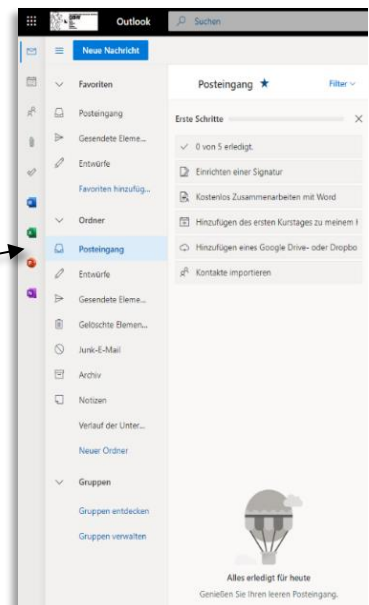 Outlook
Suchen
Neue Nachricht
Favoriten
Posteingang
Gesendete Eleme...
Entwürfe
Favoriten hinzufüg...
Ordner
Posteingang
Entwürfe
Gesendete Eleme...
Gelöschte Elemen...
Junk-E-Mail
Archiv
Notizen
Verlauf der Unter...
Neuer Ordner
Gruppen
Gruppen entdecken
Gruppen verwalten
Posteingang
Filter
Erste Schritte
0 von 5 erledigt.
Einrichten einer Signatur
Kostenlos Zusammenarbeiten mit Word
Hinzufügen des ersten Kurstages zu meinem K
Hinzufügen eines Google Drive- oder Dropbo
Kontakte importieren
Alles erledigt für heute
Genießen Sie Ihren leeren Posteingang.